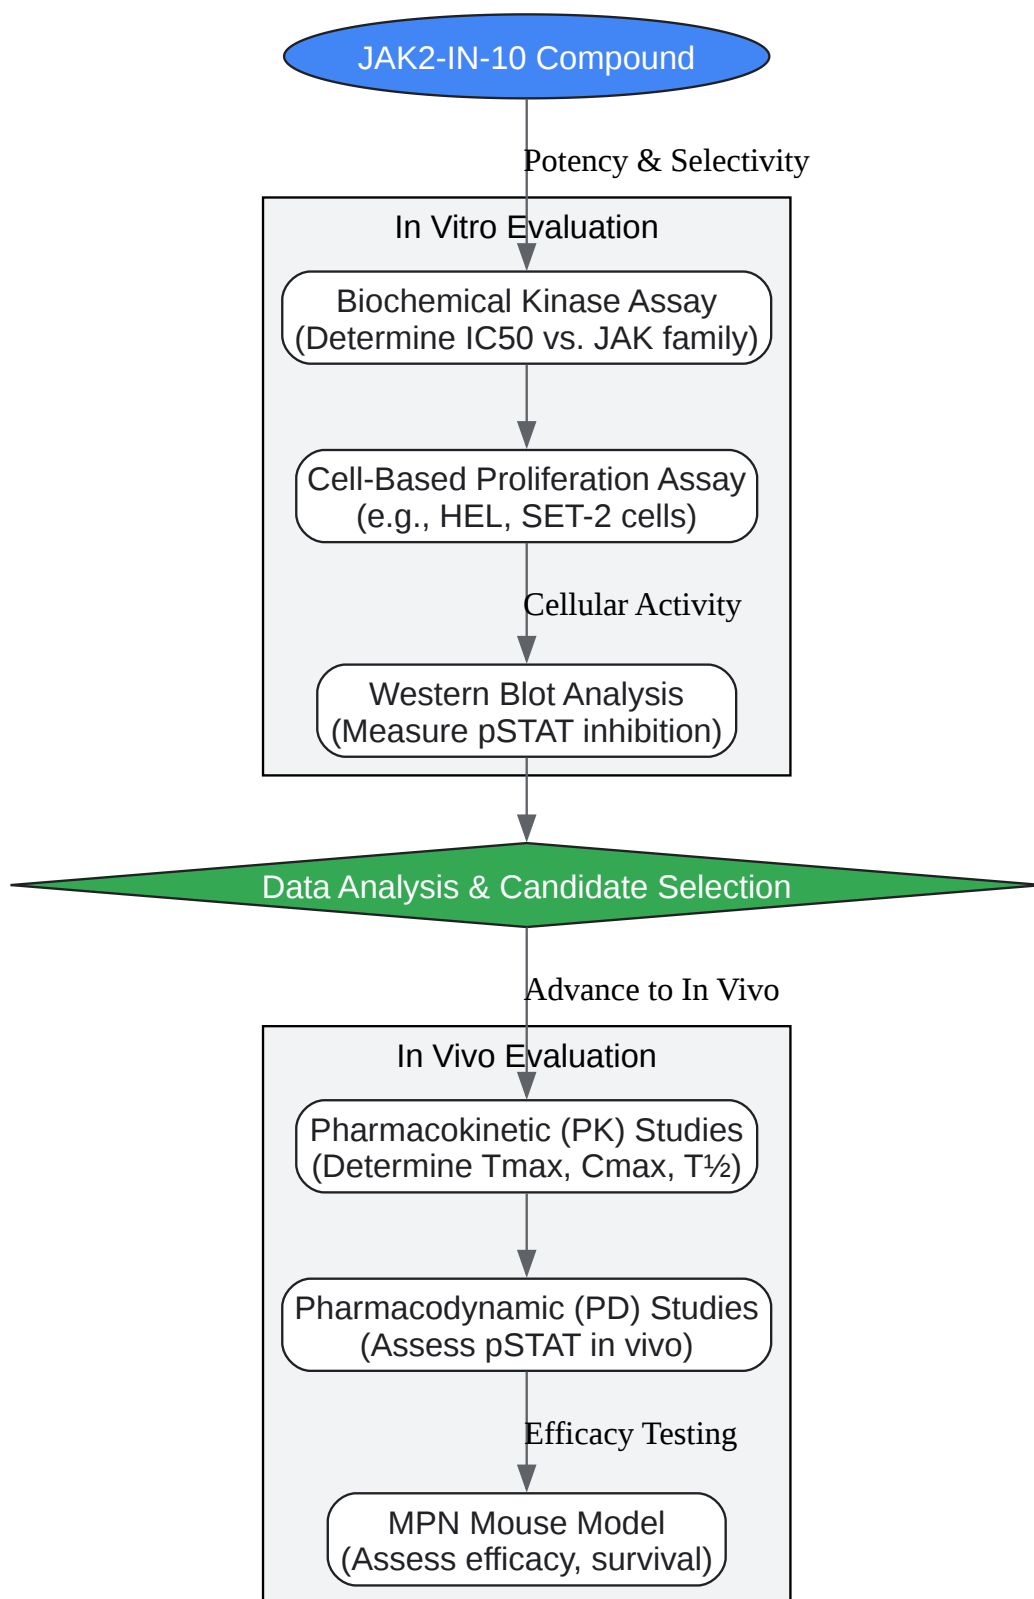 JAK2-IN-10 Compound
Potency & Selectivity
In Vitro Evaluation
Biochemical Kinase Assay
(Determine IC50 vs. JAK family)
Cell-Based Proliferation Assay
(e.g., HEL, SET-2 cells)
Cellular Activity
Western Blot Analysis
(Measure pSTAT inhibition)
Data Analysis & Candidate Selection
Advance to In Vivo
In Vivo Evaluation
Pharmacokinetic (PK) Studies
(Determine Tmax, Cmax, T½)
Pharmacodynamic (PD) Studies
(Assess pSTAT in vivo)
Efficacy Testing
MPN Mouse Model
(Assess efficacy, survival)